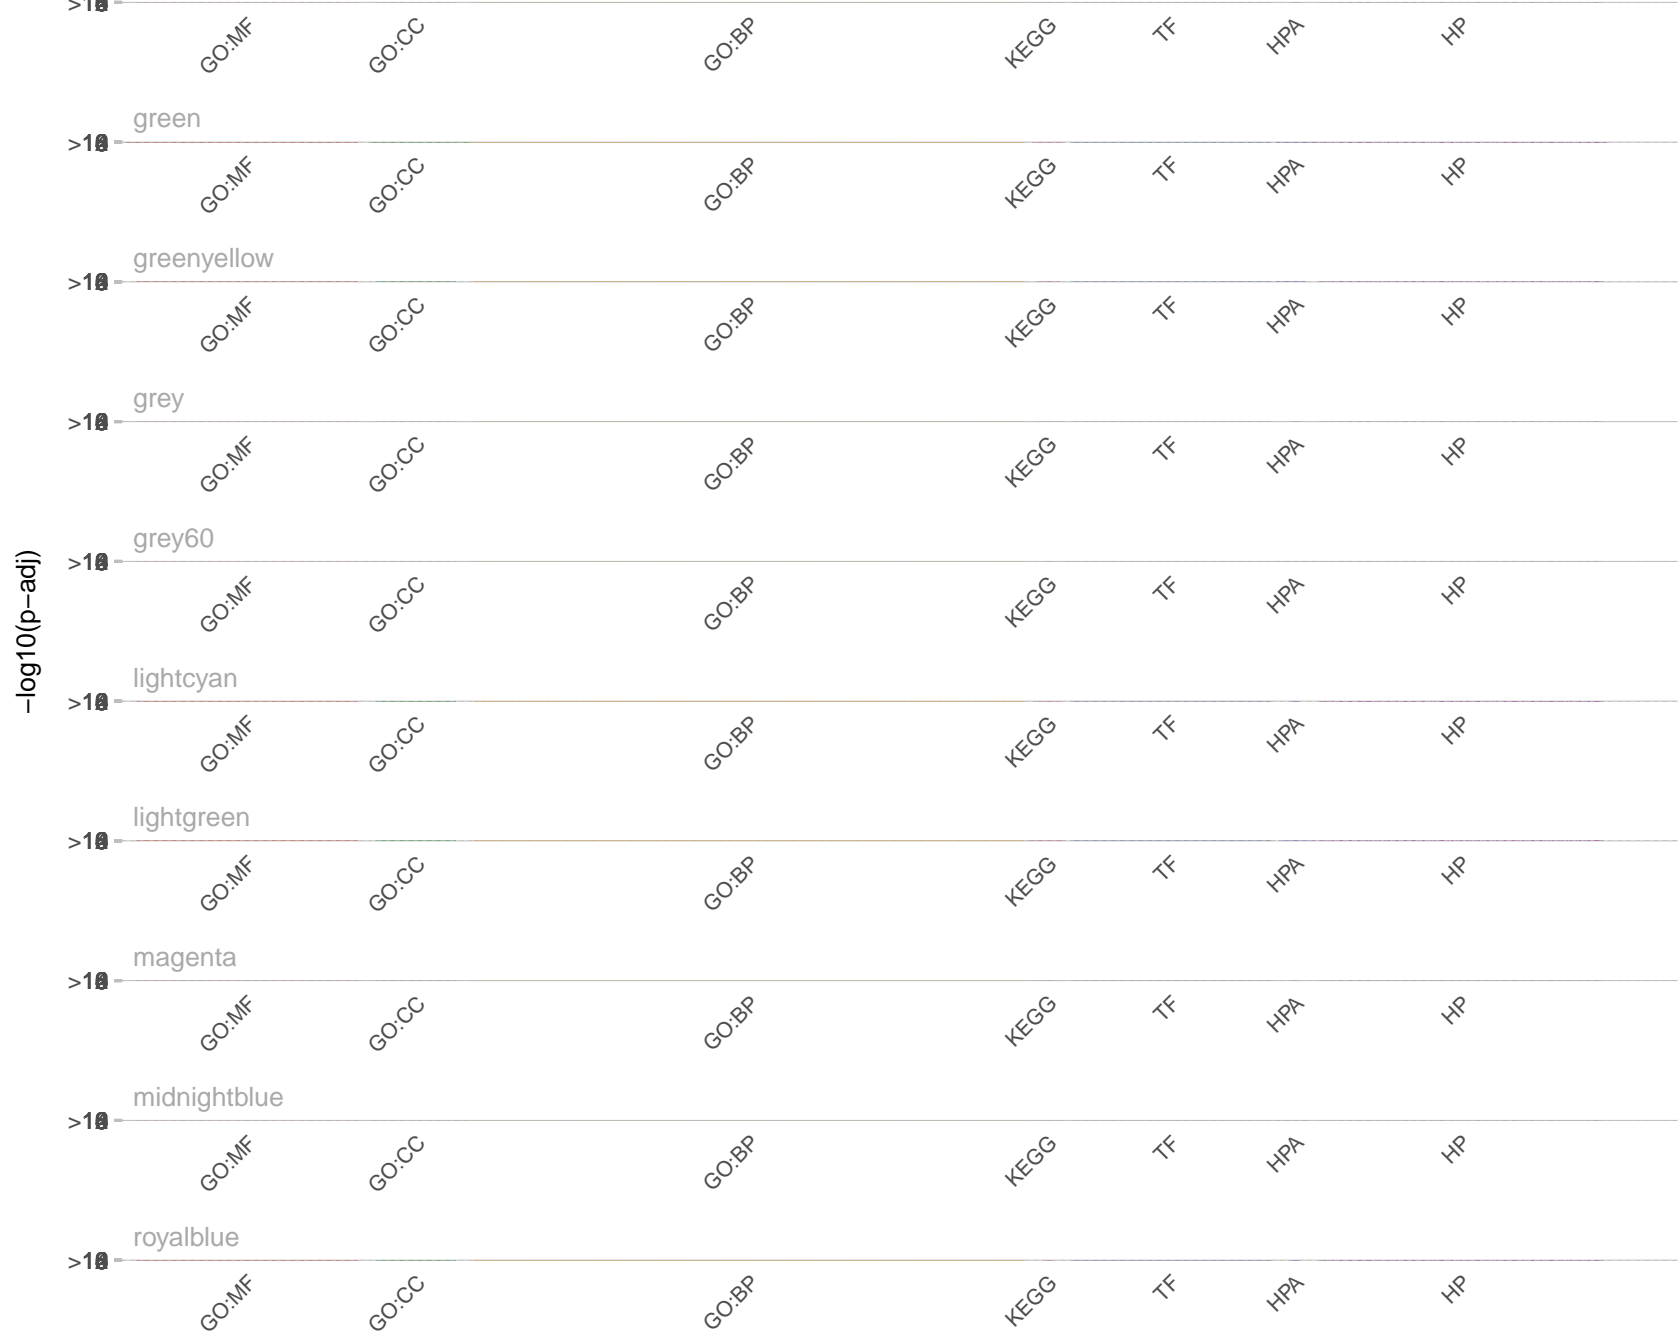 GO:MF GO:CC GO:BP KEGG TF HPA HP
green
GO:MF GO:CC GO:BP KEGG TF HPA HP
greenyellow
GO:MF GO:CC GO:BP KEGG TF HPA HP
grey
GO:MF GO:CC GO:BP KEGG TF HPA HP
grey60
−log10(p−adj)
GO:MF GO:CC GO:BP KEGG TF HPA HP
lightcyan
GO:MF GO:CC GO:BP KEGG TF HPA HP
lightgreen
GO:MF GO:CC GO:BP KEGG TF HPA HP
magenta
GO:MF GO:CC GO:BP KEGG TF HPA HP
midnightblue
GO:MF GO:CC GO:BP KEGG TF HPA HP
royalblue
GO:MF GO:CC GO:BP KEGG TF HPA HP